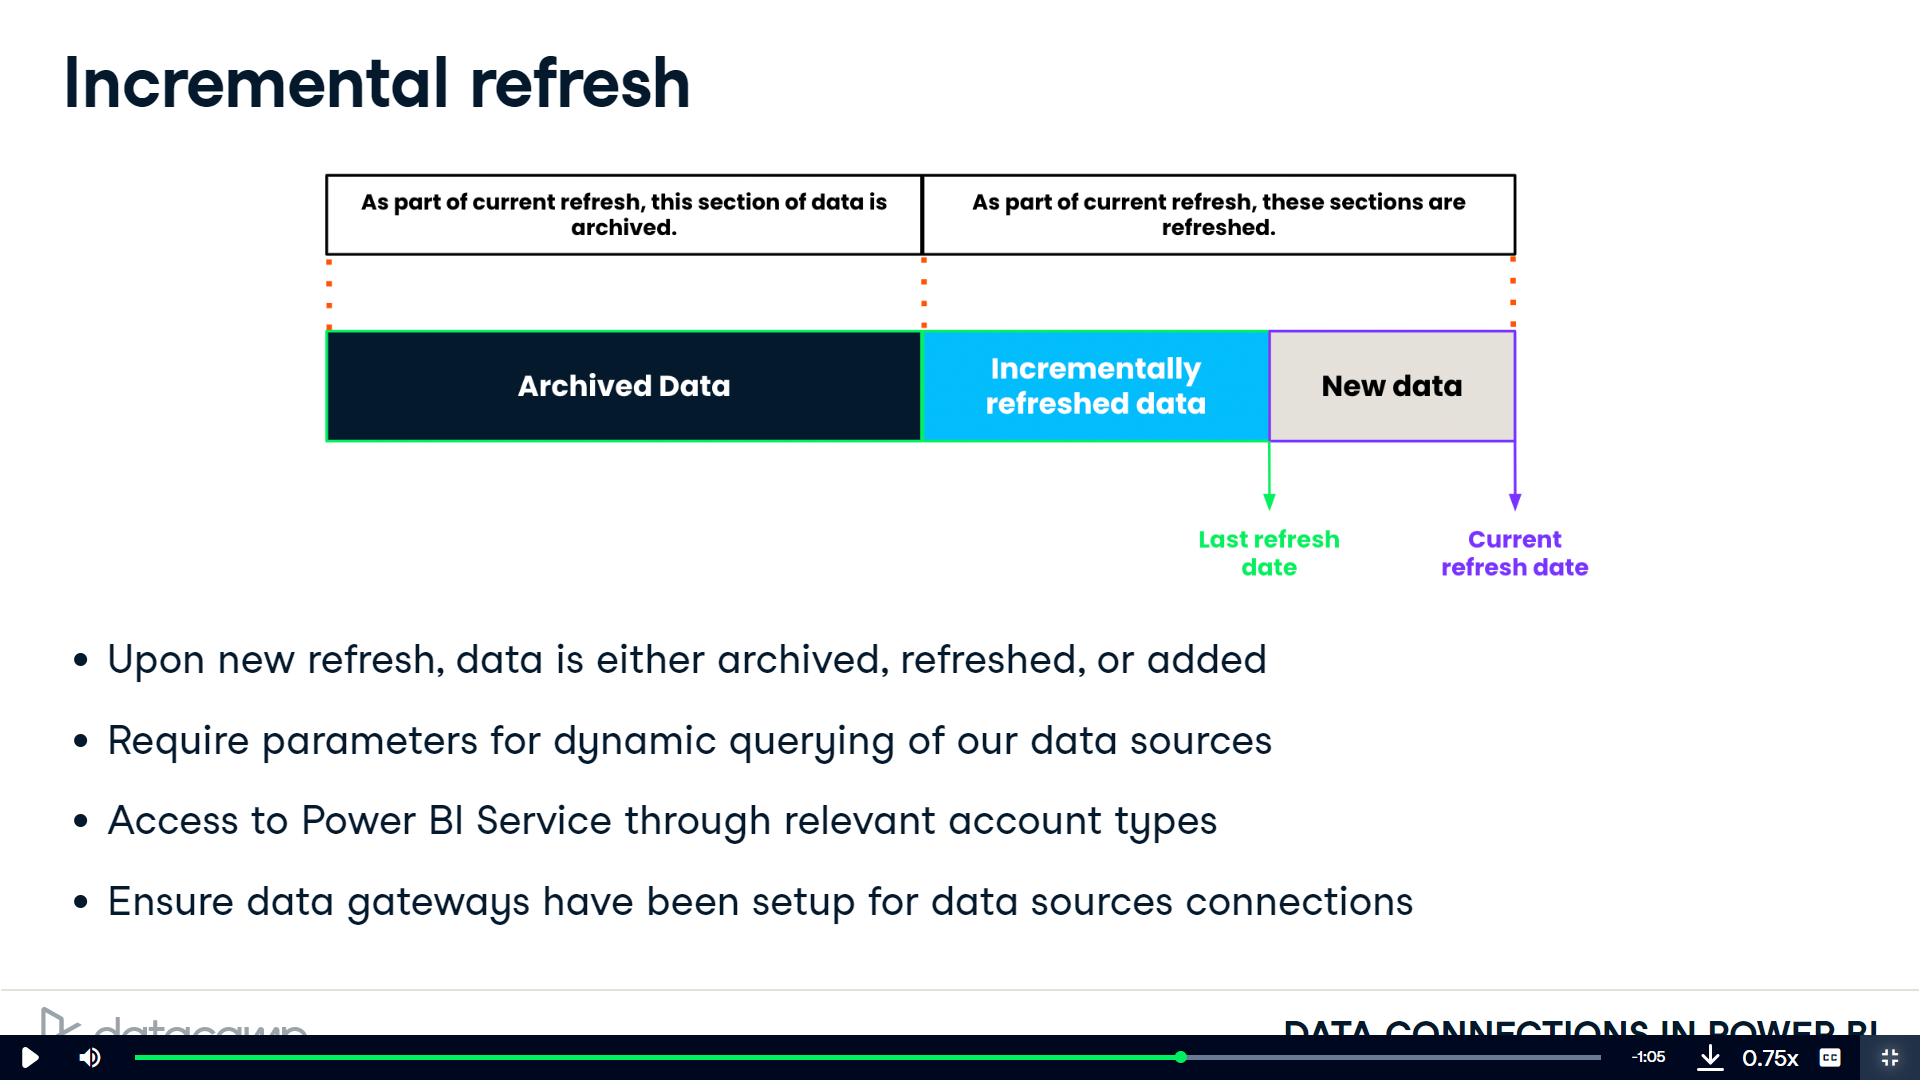 Incremental refresh
As part of current refresh, this section of data is
archived.
As part of current refresh, these sections are
refreshed.
Archived Data
Incrementally
refreshed data
New data
Last refresh
date
Current
refresh date
• Upon new refresh, data is either archived, refreshed, or added
• Require parameters for dynamic querying of our data sources
• Access to Power BI Service through relevant account types
• Ensure data gateways have been setup for data sources connections
datacamp
DATA CONNECTIONS IN POWER BI
-1:05
0.75x
CC